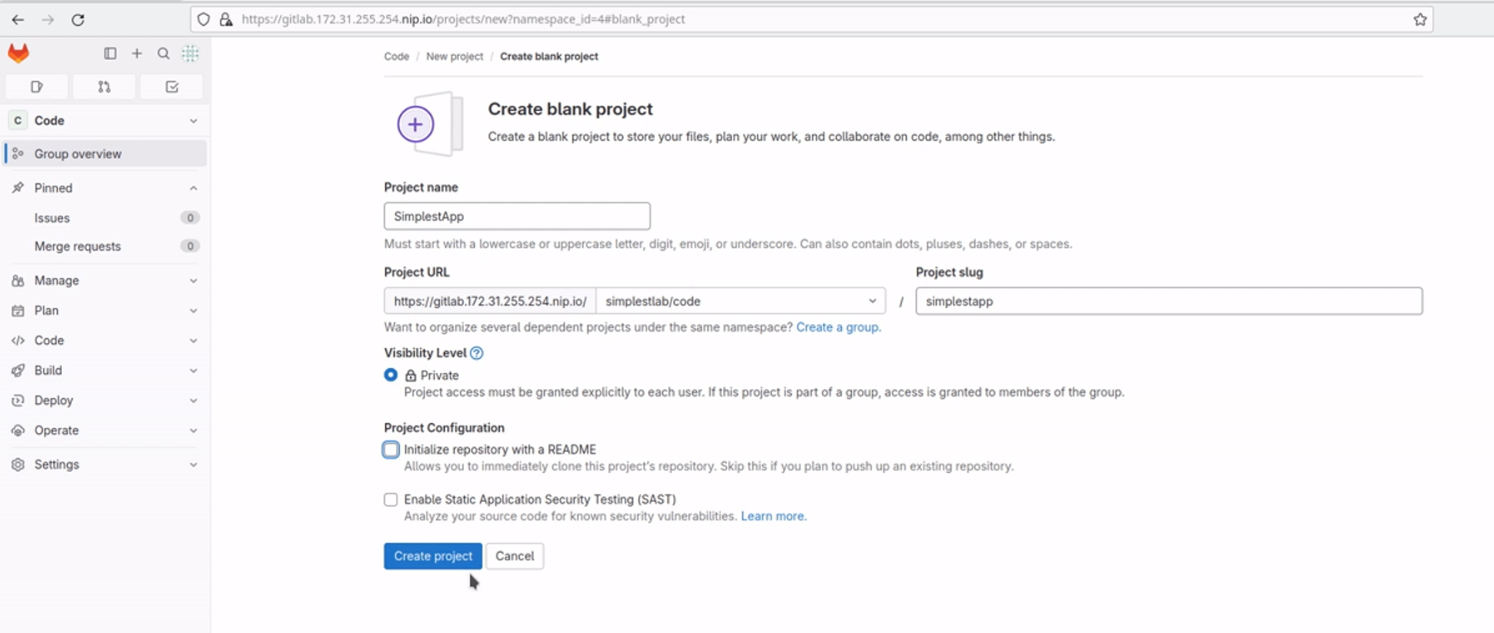 https://gitlab.172.31.255.254.nip.io/projects/new?namespace_id=4#blank_project
Code / New project / Create blank project
C Code
Group overview
Pinned
Issues 0
Merge requests 0
Manage
Plan
Code
Build
Deploy
Operate
Settings
Create blank project
Create a blank project to store your files, plan your work, and collaborate on code, among other things.
Project name
SimplestApp
Must start with a lowercase or uppercase letter, digit, emoji, or underscore. Can also contain dots, pluses, dashes, or spaces.
Project URL Project slug
https://gitlab.172.31.255.254.nip.io/ simplestlab/code / simplestapp
Want to organize several dependent projects under the same namespace? Create a group.
Visibility Level ?
Private
Project access must be granted explicitly to each user. If this project is part of a group, access is granted to members of the group.
Project Configuration
Initialize repository with a README
Allows you to immediately clone this project's repository. Skip this if you plan to push up an existing repository.
Enable Static Application Security Testing (SAST)
Analyze your source code for known security vulnerabilities. Learn more.
Create project Cancel